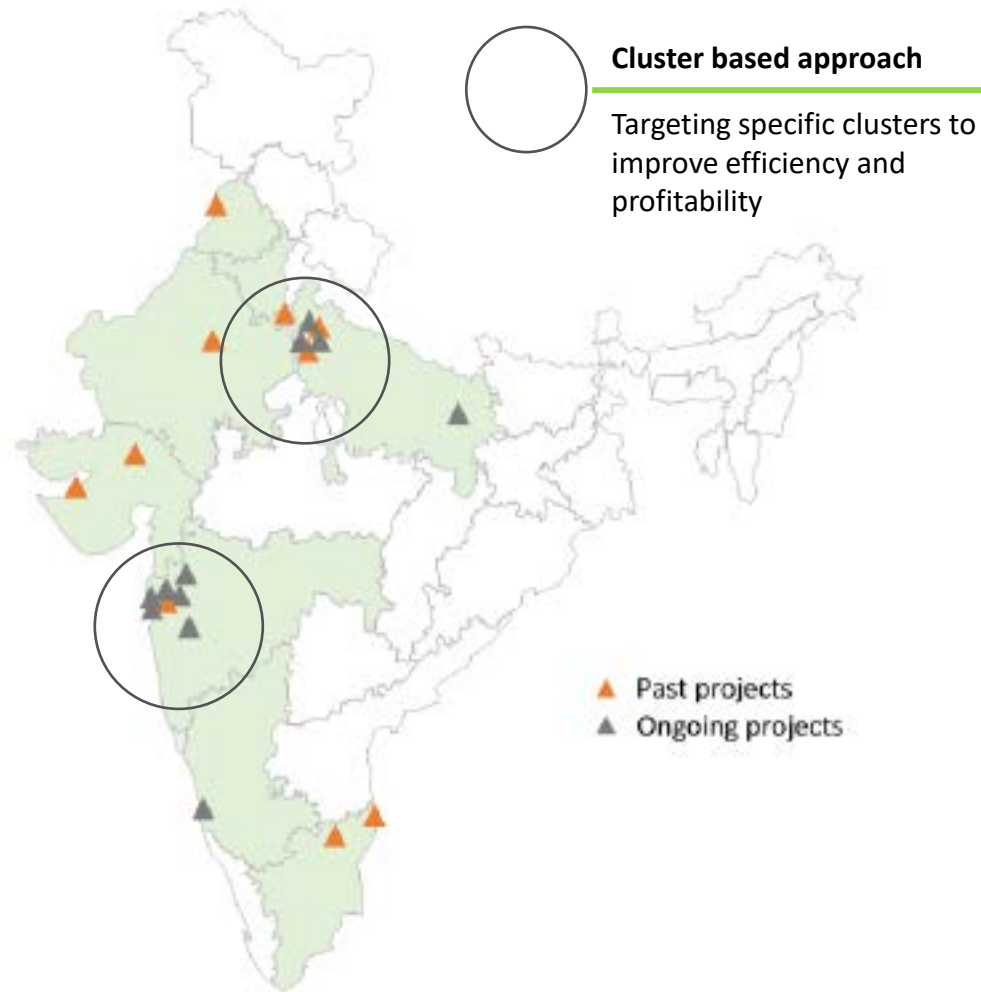 Cluster based approach
Targeting specific clusters to
improve efficiency and
profitability
Past projects
Ongoing projects